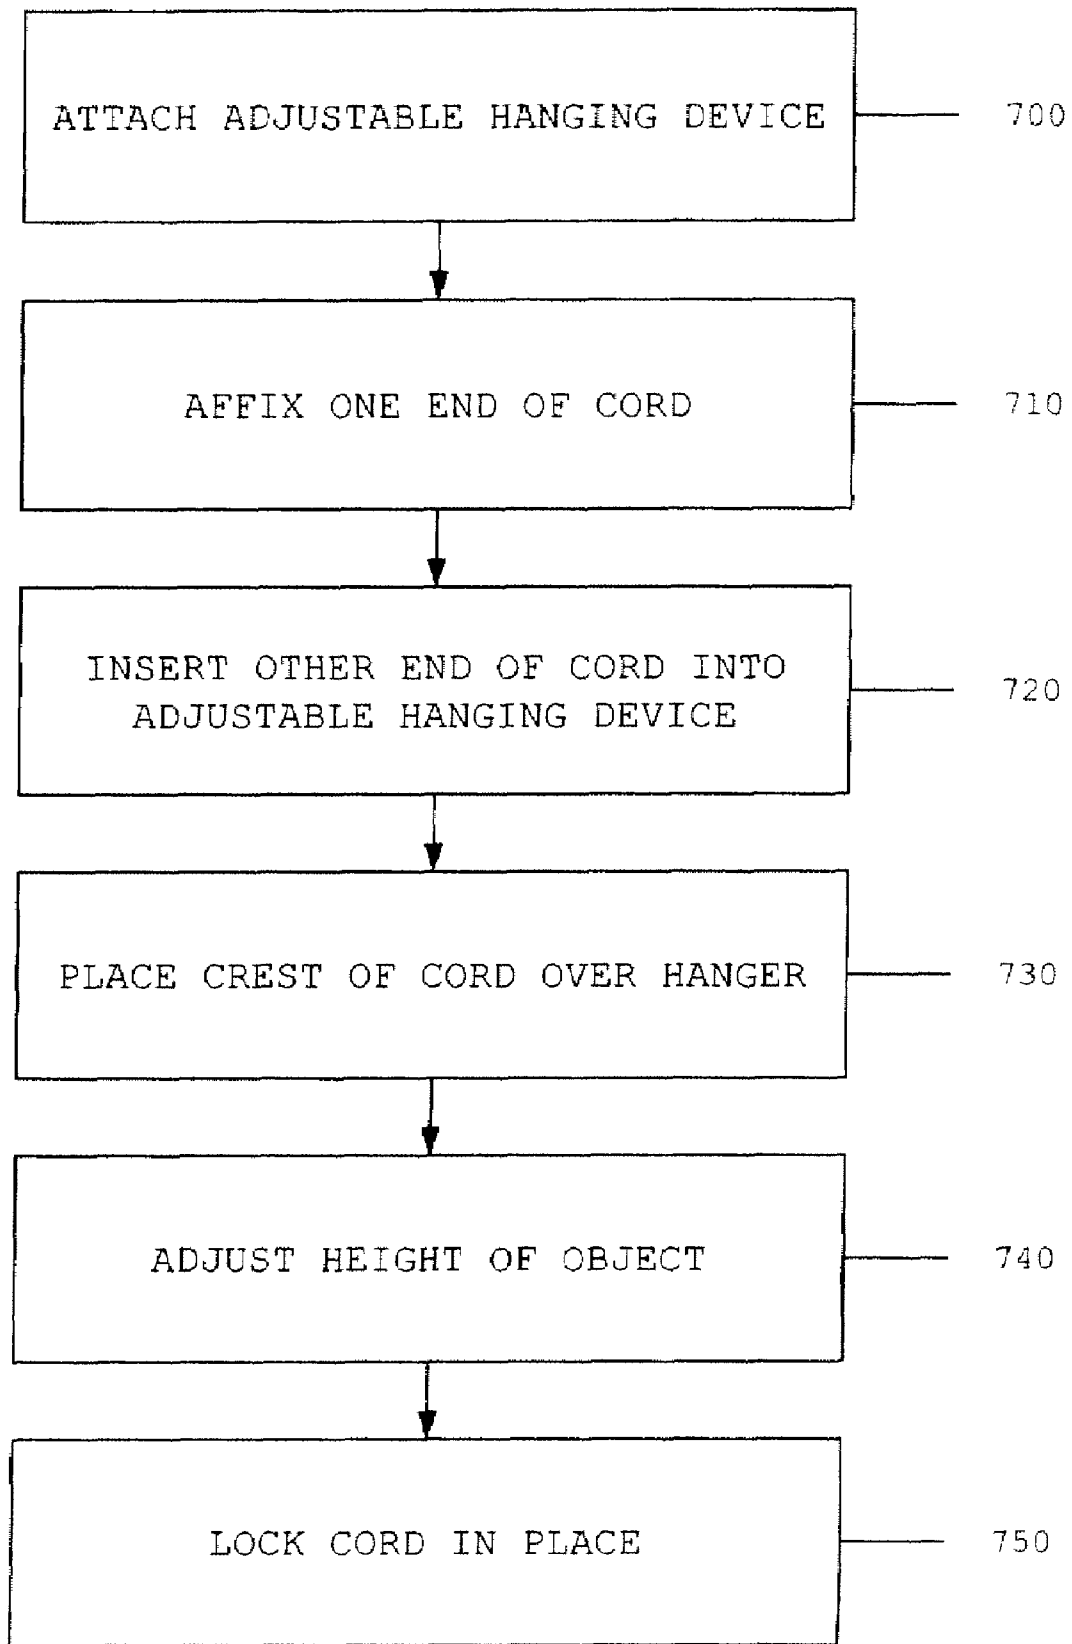 ATTACH ADJUSTABLE HANGING DEVICE
700
AFFIX ONE END OF CORD
710
INSERT OTHER END OF CORD INTO
ADJUSTABLE HANGING DEVICE
720
PLACE CREST OF CORD OVER HANGER
730
ADJUST HEIGHT OF OBJECT
740
LOCK CORD IN PLACE
750